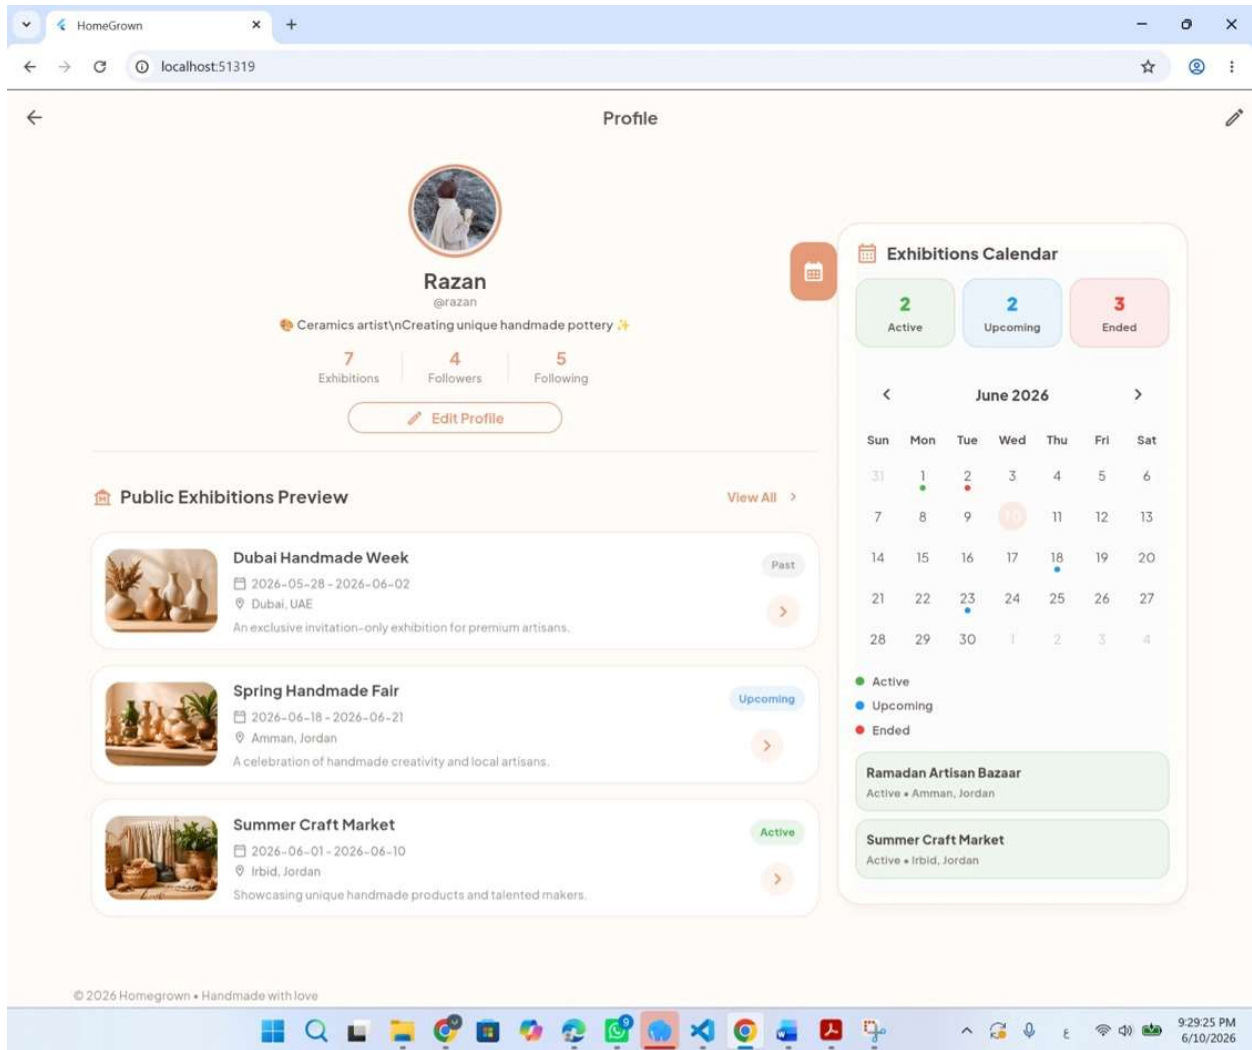 HomeGrown
localhost:51319
Profile
Razan
@razan
🎨 Ceramics artist\nCreating unique handmade pottery ✨
7 4 5
Exhibitions Followers Following
Edit Profile
Public Exhibitions Preview
View All
Dubai Handmade Week
Past
2026-05-28 - 2026-06-02
Dubai, UAE
An exclusive invitation-only exhibition for premium artisans.
Spring Handmade Fair
Upcoming
2026-06-18 - 2026-06-21
Amman, Jordan
A celebration of handmade creativity and local artisans.
Summer Craft Market
Active
2026-06-01 - 2026-06-10
Irbid, Jordan
Showcasing unique handmade products and talented makers.
Exhibitions Calendar
2 2 3
Active Upcoming Ended
June 2026
Sun Mon Tue Wed Thu Fri Sat
31 1 2 3 4 5 6
7 8 9 10 11 12 13
14 15 16 17 18 19 20
21 22 23 24 25 26 27
28 29 30 1 2 3 4
Active
Upcoming
Ended
Ramadan Artisan Bazaar
Active • Amman, Jordan
Summer Craft Market
Active • Irbid, Jordan
© 2026 Homegrown • Handmade with love
9
ع
9:29:25 PM
6/10/2026